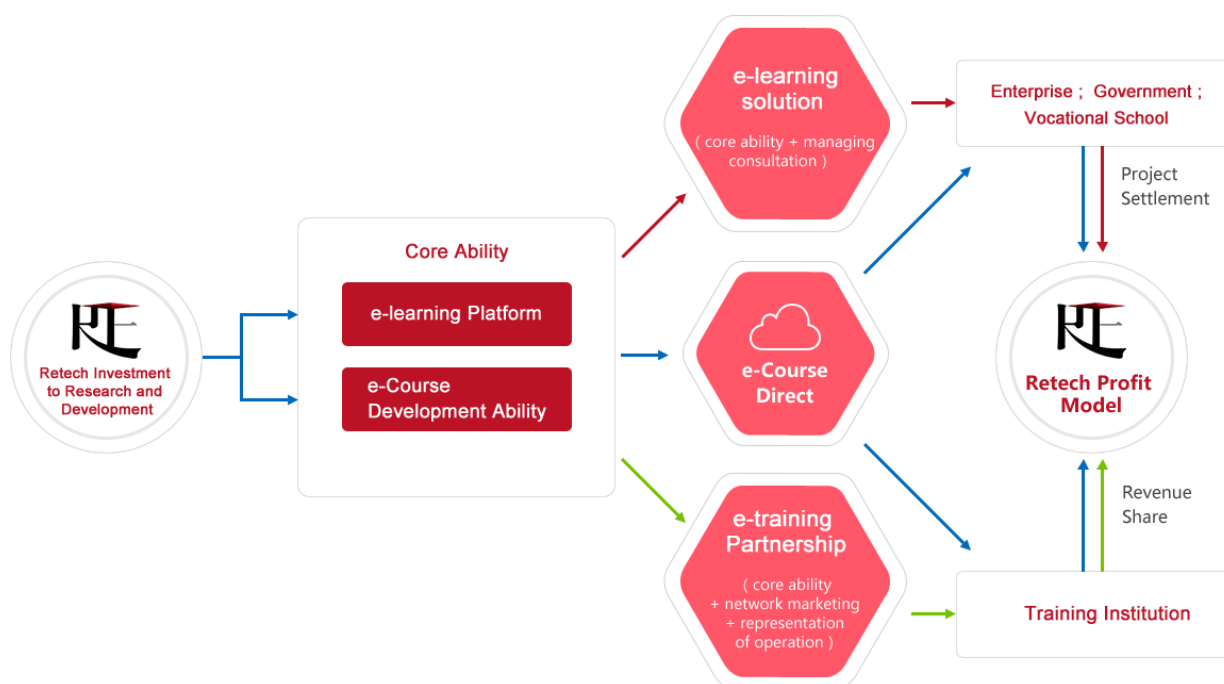 Retech Investment
to Research and
Development
Core Ability
e-learning Platform
e-Course
Development Ability
e-learning
solution
( core ability + managing
consultation )
e-Course
Direct
e-training
Partnership
( core ability
+ network marketing
+ representation
of operation )
Enterprise ; Government ;
Vocational School
Project
Settlement
Retech Profit
Model
Revenue
Share
Training Institution